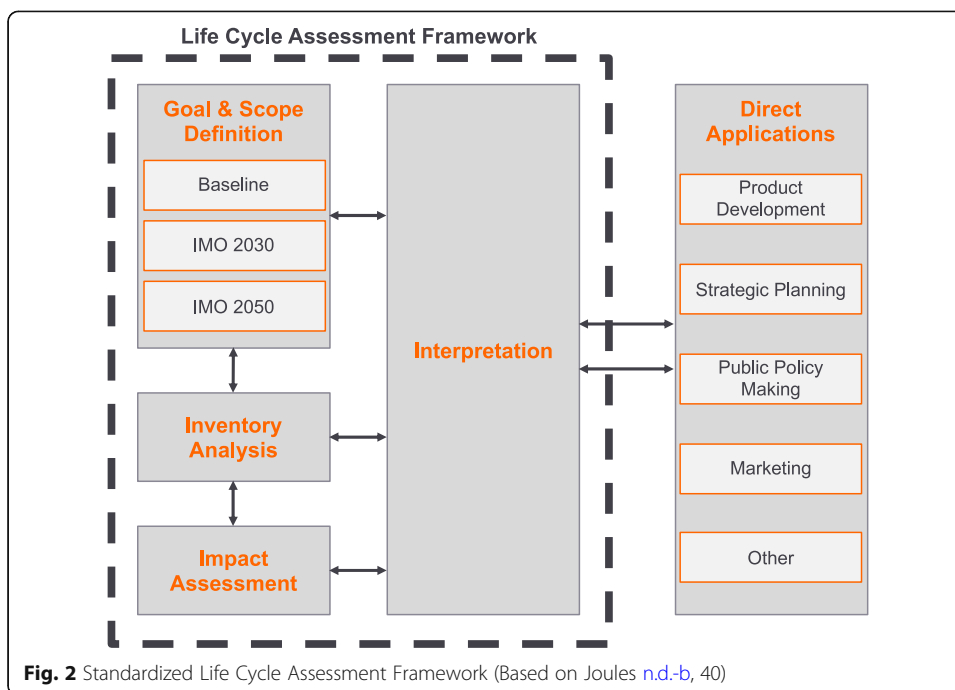 Life Cycle Assessment Framework
Goal & Scope
Definition
Baseline
IMO 2030
IMO 2050
Inventory
Analysis
Impact
Assessment
Interpretation
Direct
Applications
Product
Development
Strategic Planning
Public Policy
Making
Marketing
Other
Fig. 2 Standardized Life Cycle Assessment Framework (Based on Joules n.d.-b, 40)